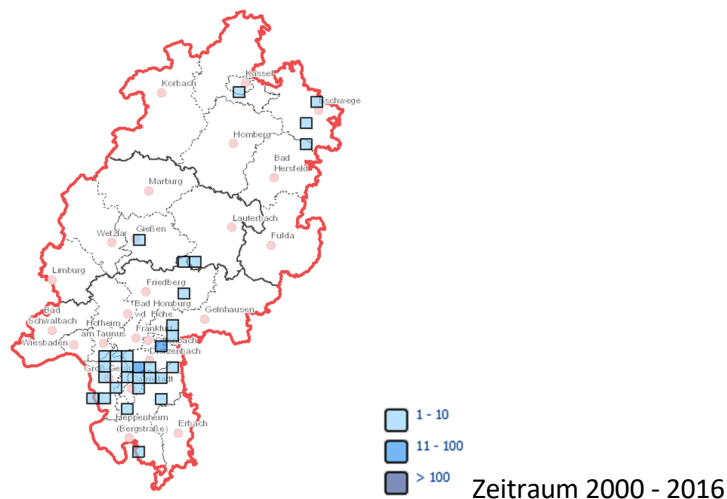 Kassel
Korbach
Eschwege
Homberg
Bad
Hersfeld
Marburg
Lauterbach
Gießen
Wetzlar
Fulda
Limburg
Friedberg
Bad Homburg
v.d. Höhe
Gelnhausen
Bad
Schwalbach
Hofheim
am Taunus
Frankfurt
Wiesbaden
Dietzenbach
Darmstadt
Heppenheim
(Bergstraße)
Erbach
1 - 10
11 - 100
> 100
Zeitraum 2000 - 2016